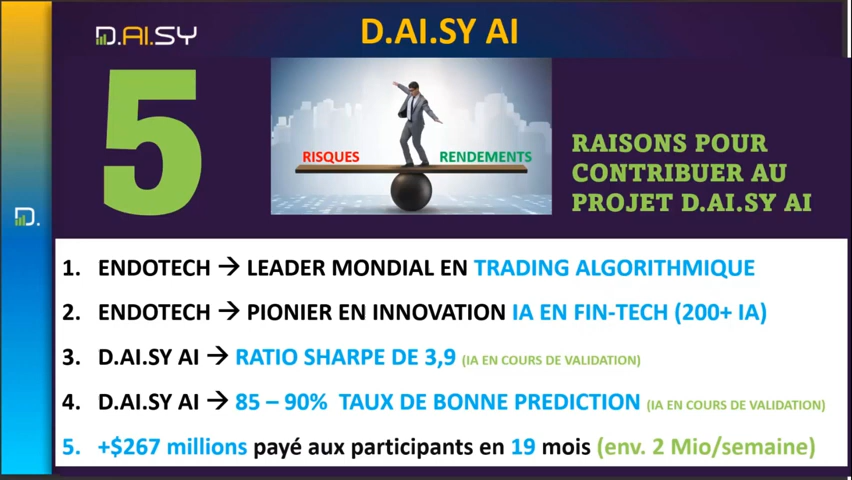 D.AI.SY
D.AI.SY AI
5
RISQUES
RENDEMENTS
RAISONS POUR
CONTRIBUER AU
PROJET D.AI.SY AI
D.
1. ENDOTECH → LEADER MONDIAL EN TRADING ALGORITHMIQUE
2. ENDOTECH → PIONIER EN INNOVATION IA EN FIN-TECH (200+ IA)
3. D.AI.SY AI → RATIO SHARPE DE 3,9 (IA EN COURS DE VALIDATION)
4. D.AI.SY AI → 85 – 90% TAUX DE BONNE PREDICTION (IA EN COURS DE VALIDATION)
5. +$267 millions payé aux participants en 19 mois (env. 2 Mio/semaine)